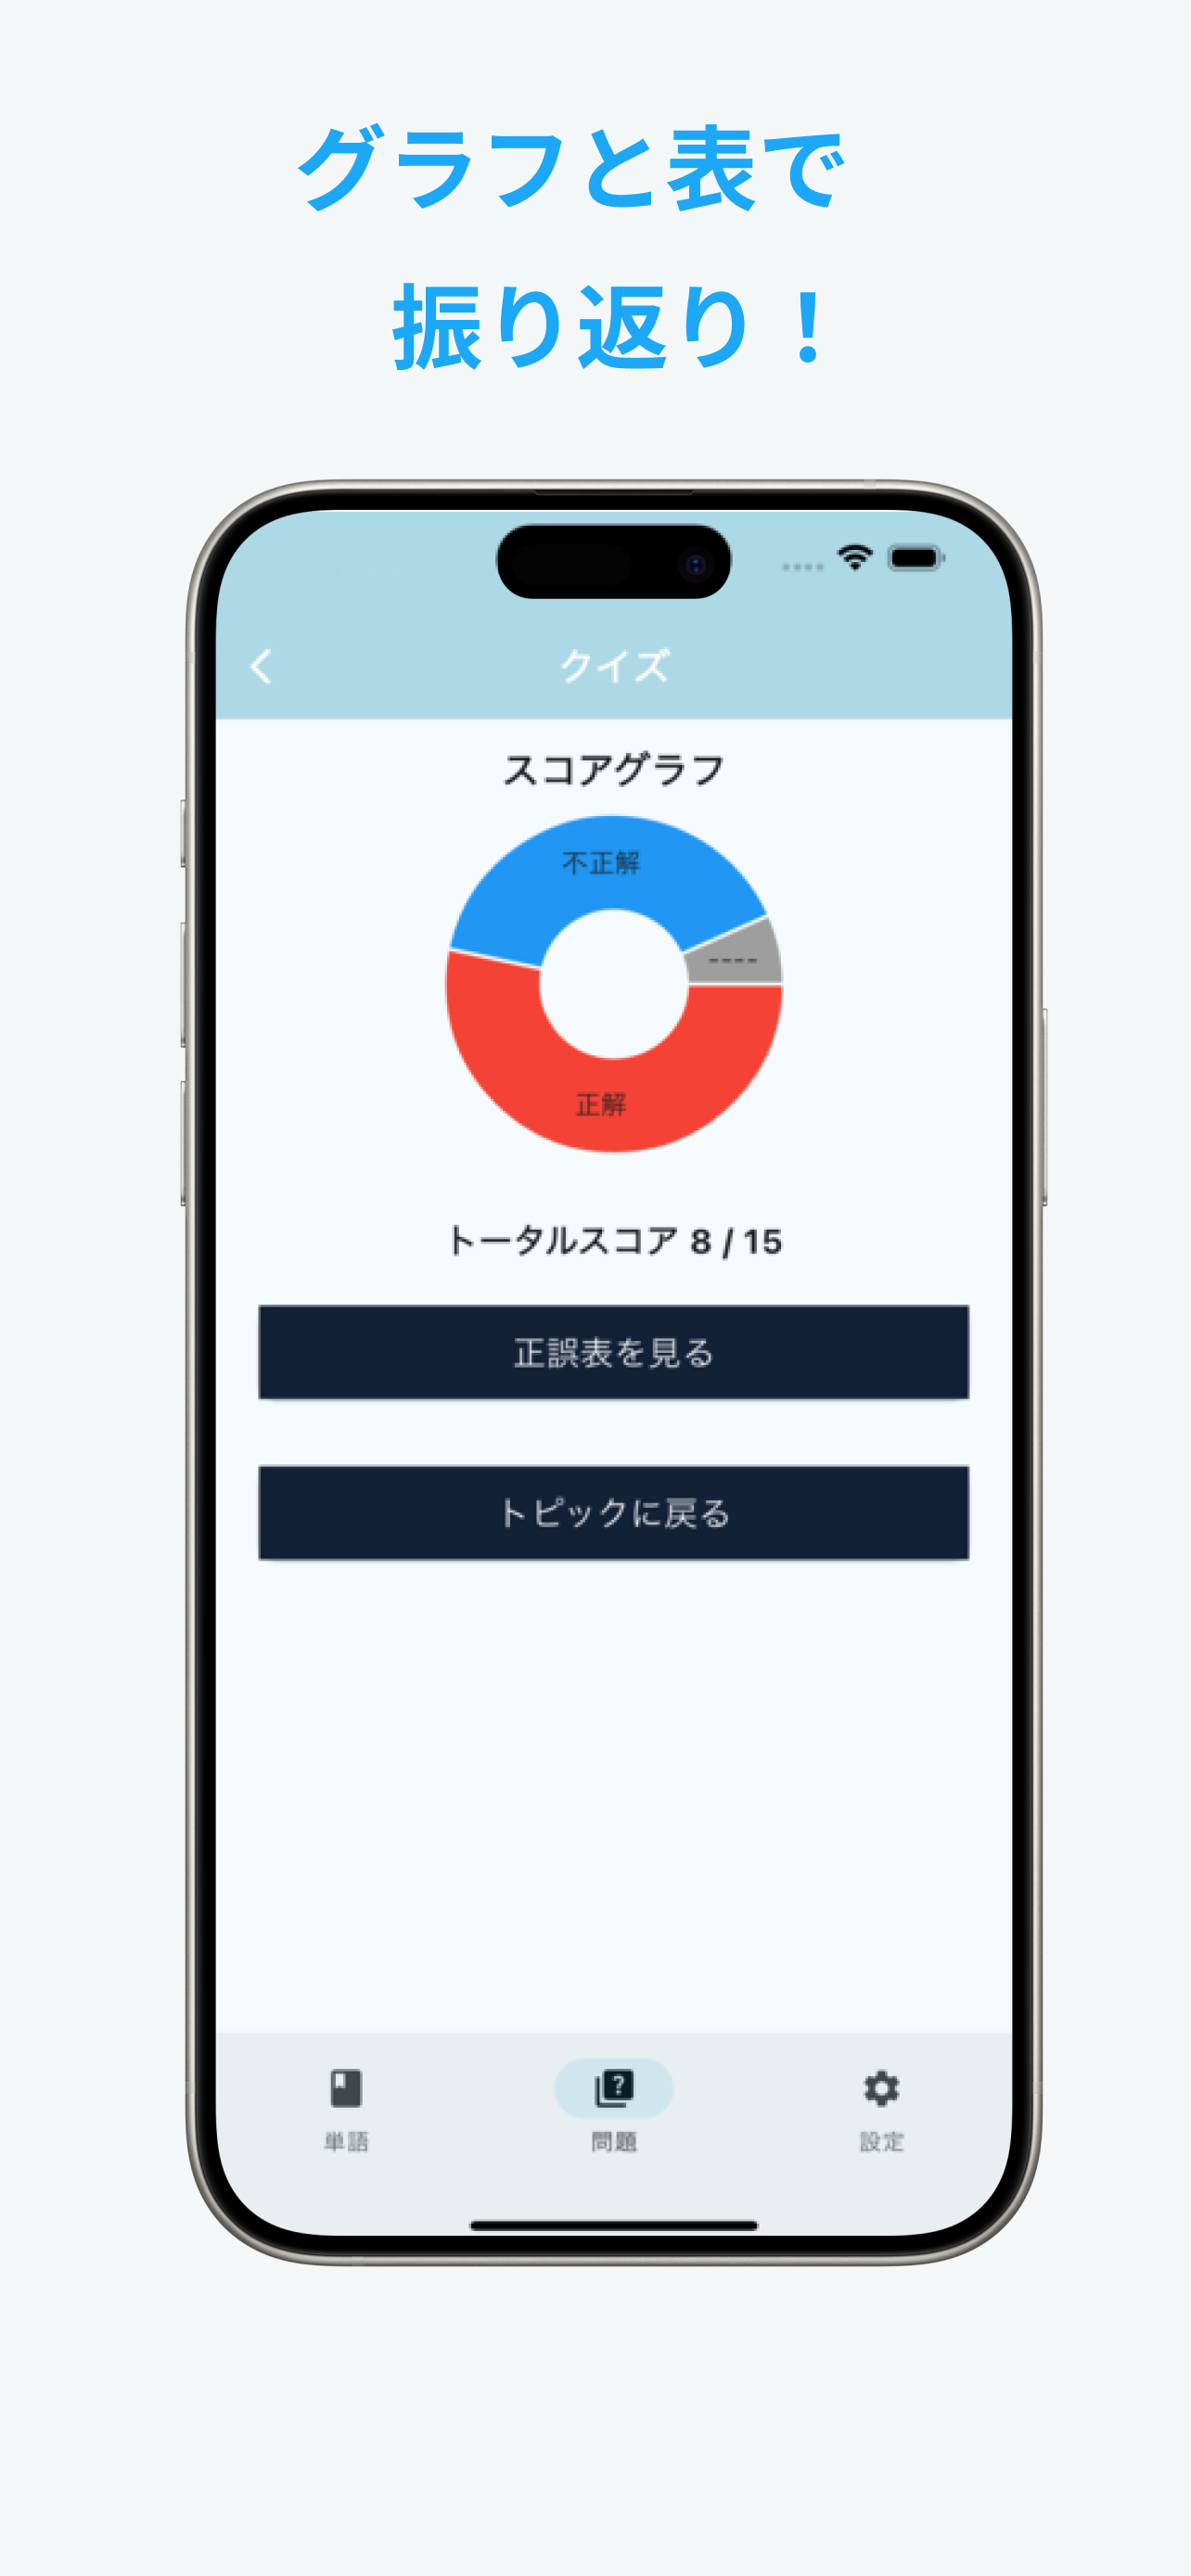 グラフと表で
振り返り！
クイズ
スコアグラフ
不正解
----
正解
トータルスコア 8 / 15
正誤表を見る
トピックに戻る
?
単語
問題
設定